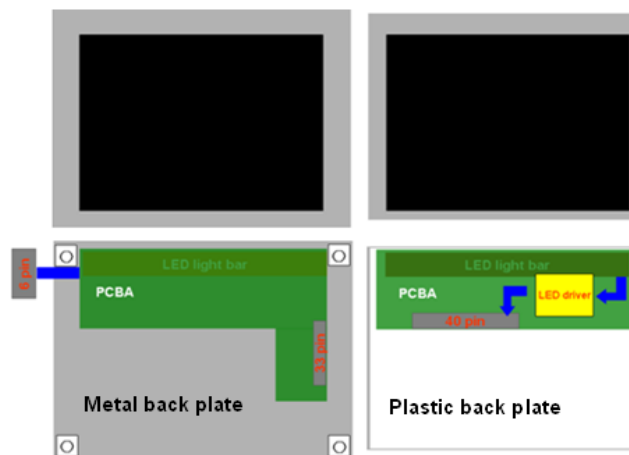 LED light bar
LED light bar
6 pin
PCBA
PCBA
LED driver
40 pin
33 pin
Metal back plate
Plastic back plate